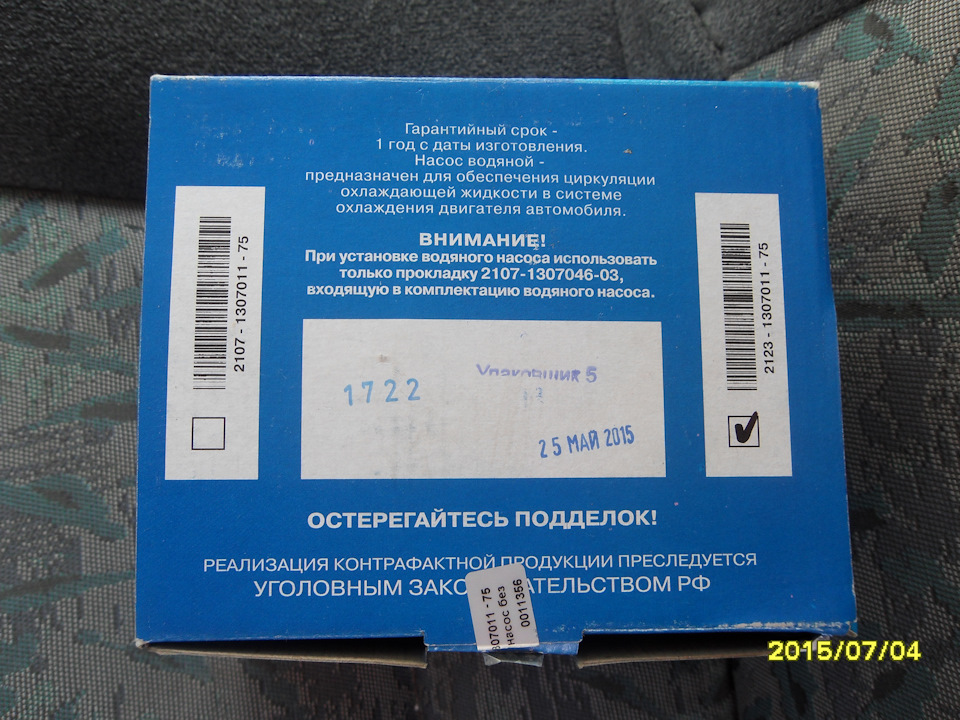 Гарантийный срок -
1 год с даты изготовления.
Насос водяной -
предназначен для обеспечения циркуляции
охлаждающей жидкости в системе
охлаждения двигателя автомобиля.
ВНИМАНИЕ!
При установке водяного насоса использовать
только прокладку 2107-1307046-03,
входящую в комплектацию водяного насоса.
2107 - 1307011 - 75
2123 - 1307011 - 75
1722
Упаковщик 5
25 МАЙ 2015
ОСТЕРЕГАЙТЕСЬ ПОДДЕЛОК!
РЕАЛИЗАЦИЯ КОНТРАФАКТНОЙ ПРОДУКЦИИ ПРЕСЛЕДУЕТСЯ
УГОЛОВНЫМ ЗАКО АТЕЛЬСТВОМ РФ
307011 - 75
насос без
0011356
2015/07/04